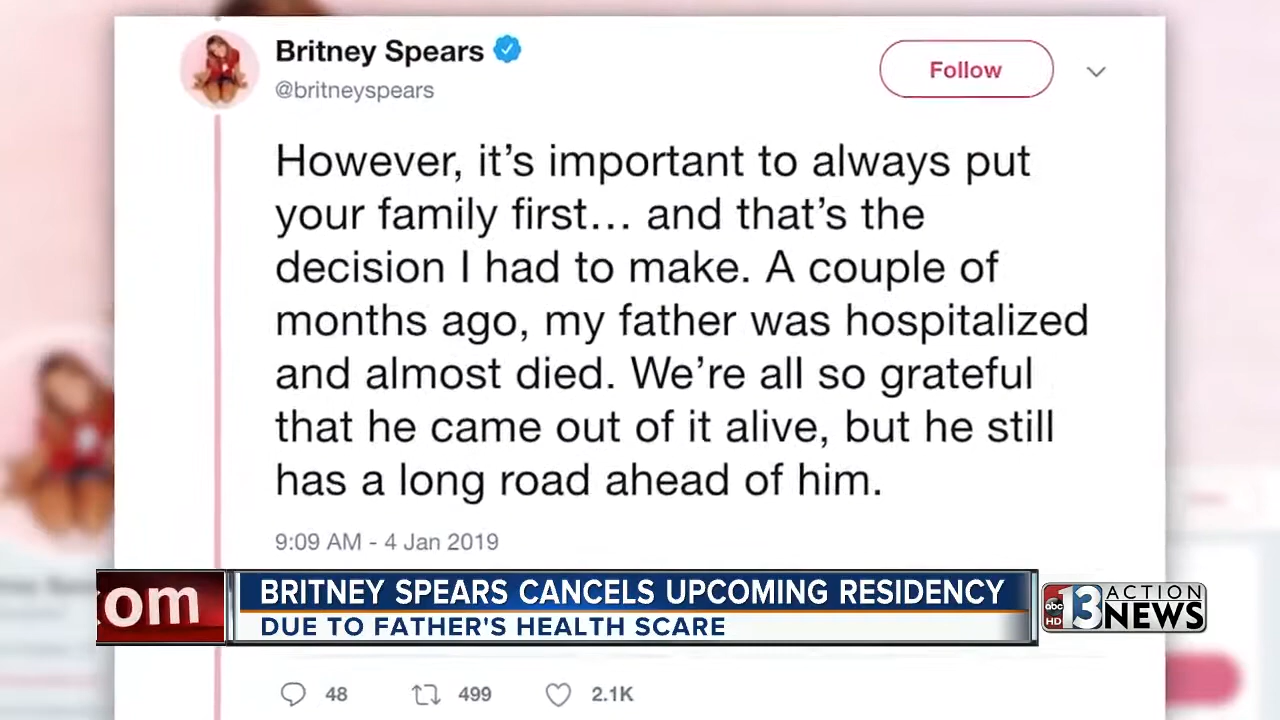 Britney Spears
@britneyspears
Follow
However, it's important to always put
your family first... and that's the
decision I had to make. A couple of
months ago, my father was hospitalized
and almost died. We're all so grateful
that he came out of it alive, but he still
has a long road ahead of him.
9:09 AM - 4 Jan 2019
om
BRITNEY SPEARS CANCELS UPCOMING RESIDENCY
DUE TO FATHER'S HEALTH SCARE
abc
HD
13
ACTION
NEWS
48
499
2.1K